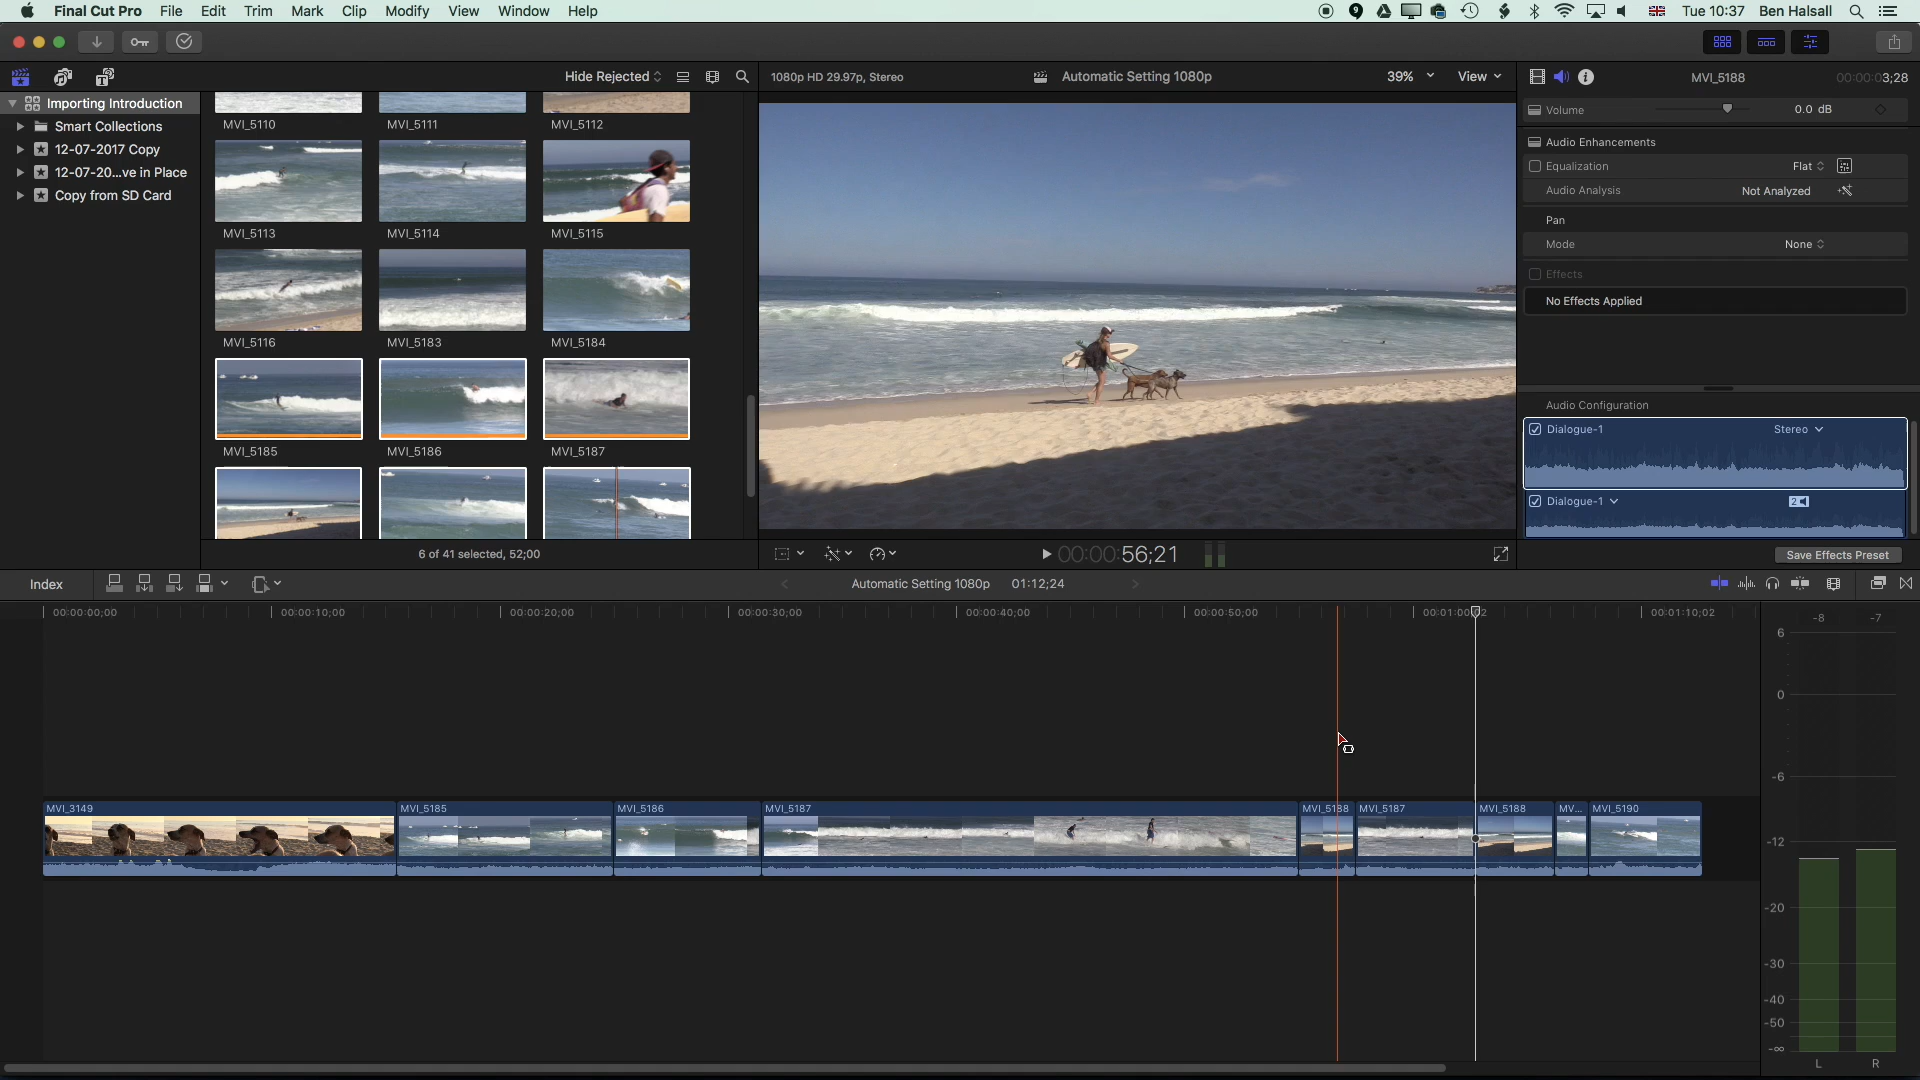 Final Cut Pro File Edit Trim Mark Clip Modify View Window Help 9 Tue 10:37 Ben Halsall
Hide Rejected 1080p HD 29.97p, Stereo Automatic Setting 1080p 39% View MVI_5188 00:00:03;28
Importing Introduction
Smart Collections
12-07-2017 Copy
12-07-20...ve in Place
Copy from SD Card
MVI_5110 MVI_5111 MVI_5112
MVI_5113 MVI_5114 MVI_5115
MVI_5116 MVI_5183 MVI_5184
MVI_5185 MVI_5186 MVI_5187
6 of 41 selected, 52;00
00:00:56;21
Volume 0.0 dB
Audio Enhancements
Equalization Flat
Audio Analysis Not Analyzed
Pan
Mode None
Effects
No Effects Applied
Audio Configuration
Dialogue-1 Stereo
Dialogue-1 2
Save Effects Preset
Index Automatic Setting 1080p 01:12;24
00:00:00;00 00:00:10;00 00:00:20;00 00:00:30;00 00:00:40;00 00:00:50;00 00:01:00;02 00:01:10;02
MVI_3149 MVI_5185 MVI_5186 MVI_5187 MVI_5188 MVI_5187 MVI_5188 MV... MVI_5190
-8 -7
6
0
-6
-12
-20
-30
-40
-50
-∞
L R